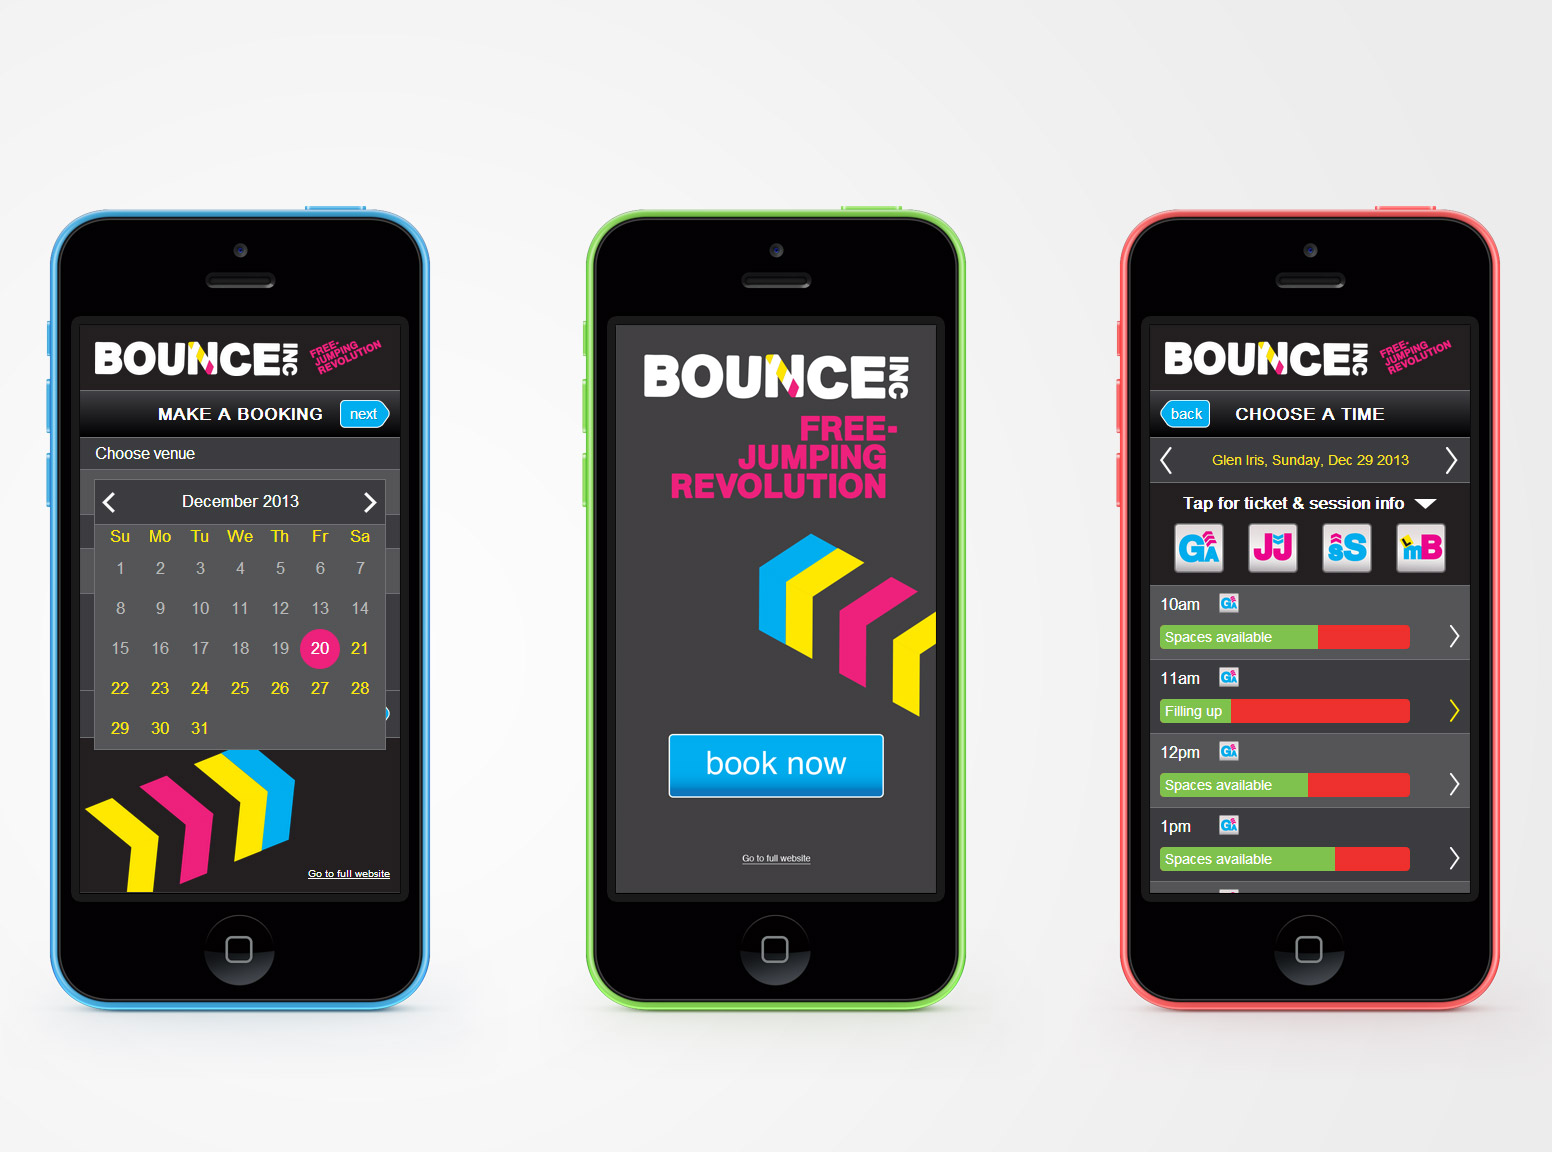 BOUNCE INC
FREE-
JUMPING
REVOLUTION
MAKE A BOOKING
next
Choose venue
December 2013
Su Mo Tu We Th Fr Sa
1 2 3 4 5 6 7
8 9 10 11 12 13 14
15 16 17 18 19 20 21
22 23 24 25 26 27 28
29 30 31
Go to full website
BOUNCE INC
FREE-
JUMPING
REVOLUTION
book now
Go to full website
BOUNCE INC
FREE-
JUMPING
REVOLUTION
back
CHOOSE A TIME
Glen Iris, Sunday, Dec 29 2013
Tap for ticket & session info
GA JJ SS LmB
10am GA
Spaces available
11am GA
Filling up
12pm GA
Spaces available
1pm GA
Spaces available